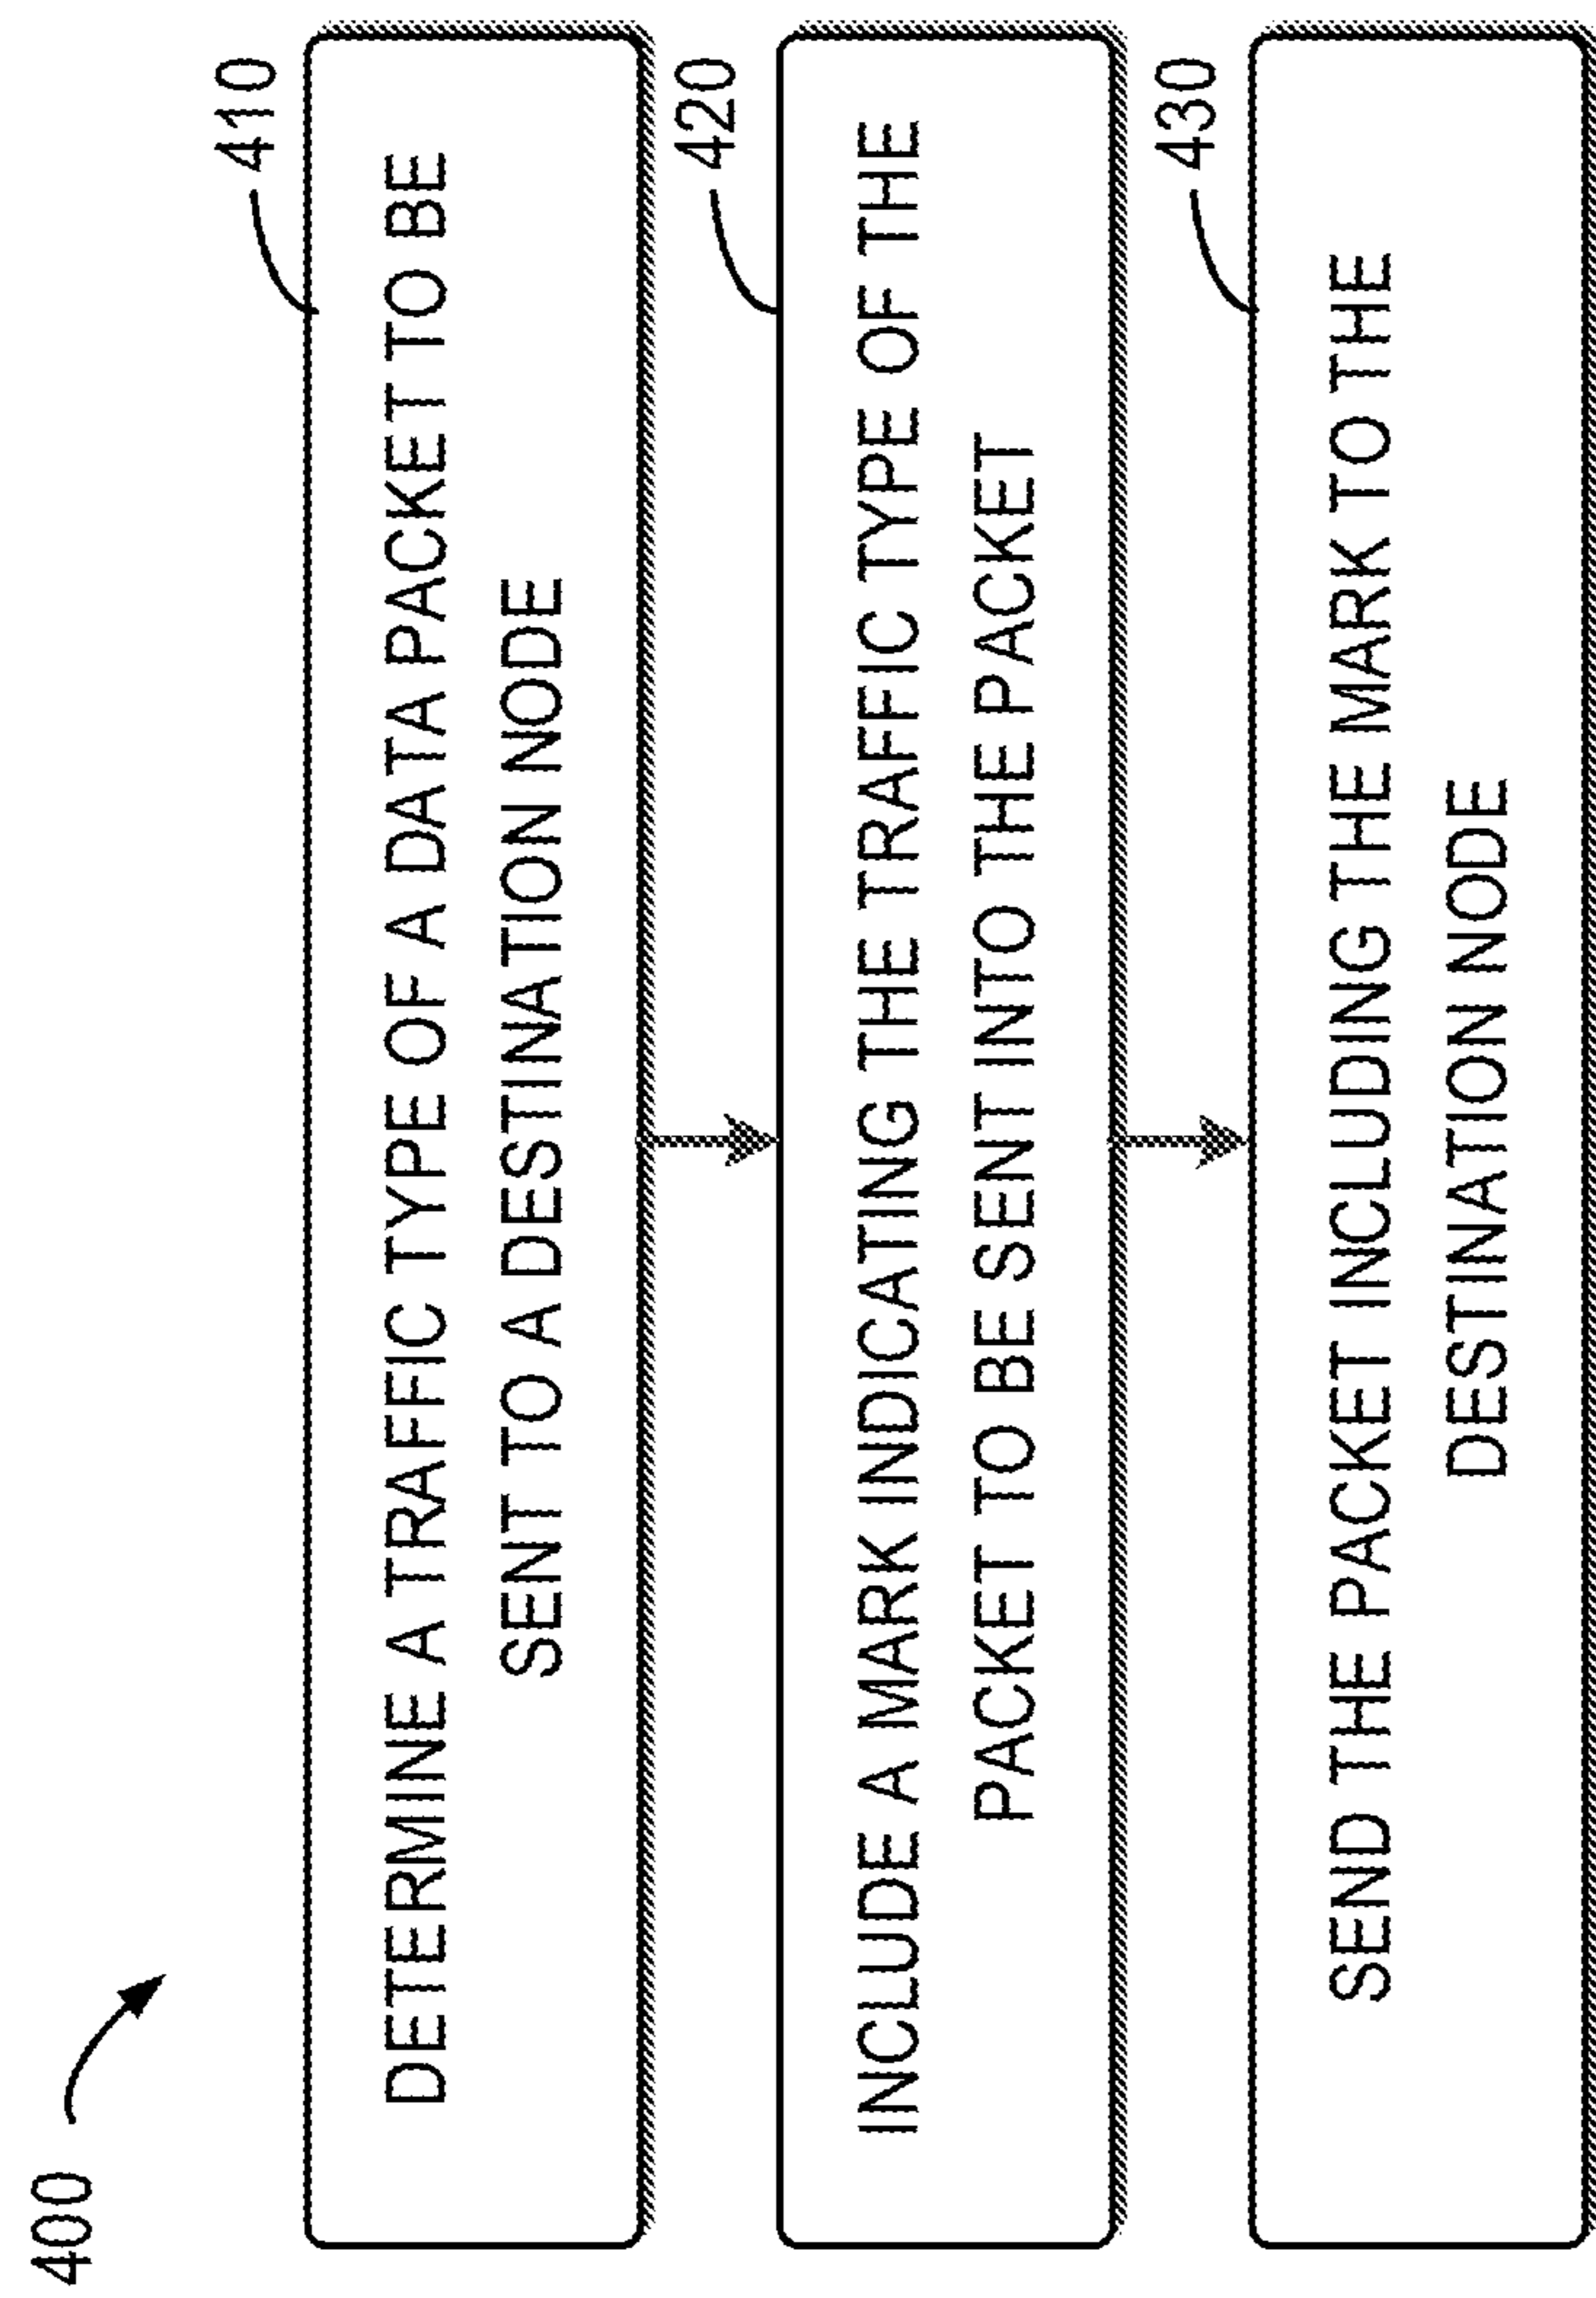 400
410
DETERMINE A TRAFFIC TYPE OF A DATA PACKET TO BE
SENT TO A DESTINATION NODE
420
INCLUDE A MARK INDICATING THE TRAFFIC TYPE OF THE
PACKET TO BE SENT INTO THE PACKET
430
SEND THE PACKET INCLUDING THE MARK TO THE
DESTINATION NODE